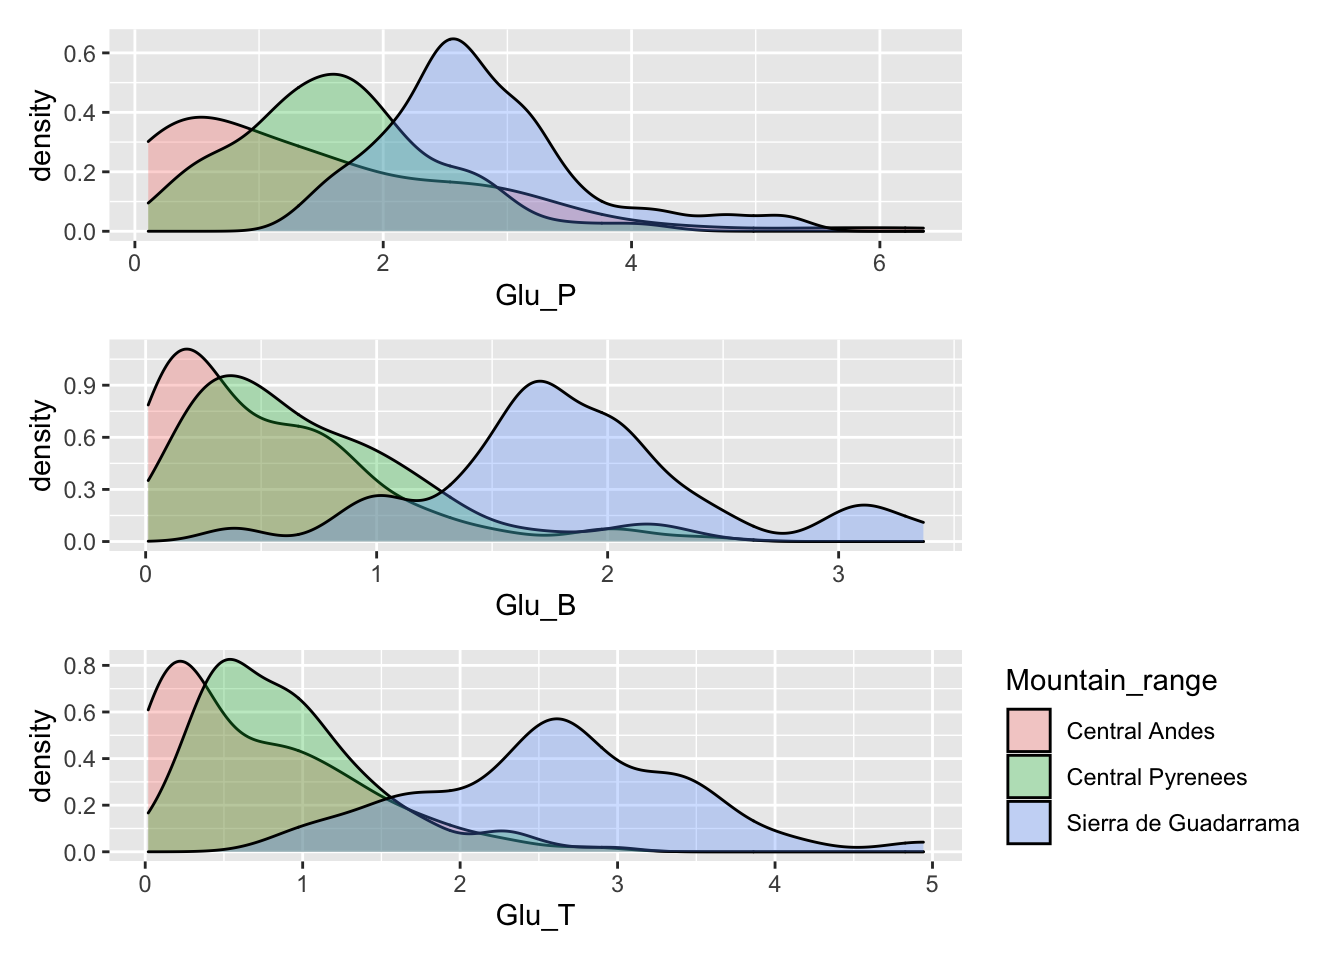 density
0.6
0.4
0.2
0.0
0 2 4 6
Glu_P
density
0.9
0.6
0.3
0.0
0 1 2 3
Glu_B
density
0.8
0.6
0.4
0.2
0.0
0 1 2 3 4 5
Glu_T
Mountain_range
Central Andes
Central Pyrenees
Sierra de Guadarrama